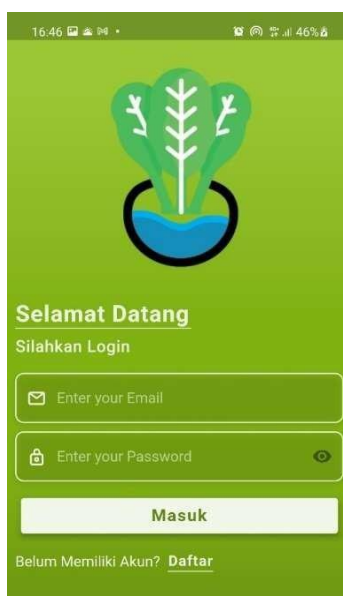 16:46 46%
Selamat Datang
Silahkan Login
Enter your Email
Enter your Password
Masuk
Belum Memiliki Akun? Daftar